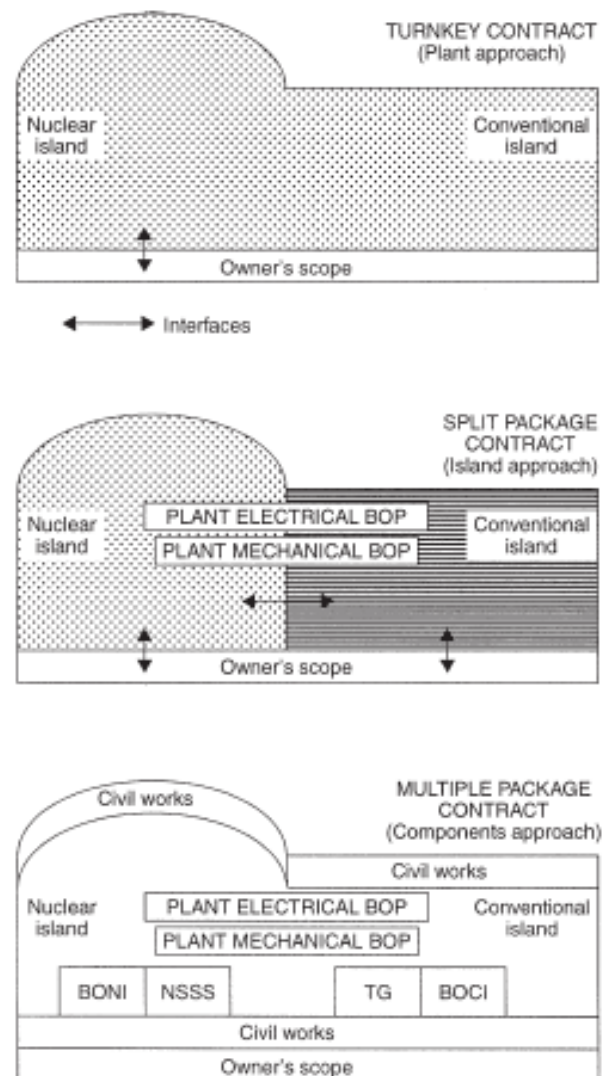 TURNKEY CONTRACT
(Plant approach)
Nuclear
island
Conventional
island
Owner's scope
Interfaces
SPLIT PACKAGE
CONTRACT
(Island approach)
Nuclear
island
PLANT ELECTRICAL BOP
PLANT MECHANICAL BOP
Conventional
island
Owner's scope
MULTIPLE PACKAGE
CONTRACT
(Components approach)
Civil works
Civil works
Nuclear
island
PLANT ELECTRICAL BOP
PLANT MECHANICAL BOP
Conventional
island
BONI NSSS TG BOCI
Civil works
Owner's scope